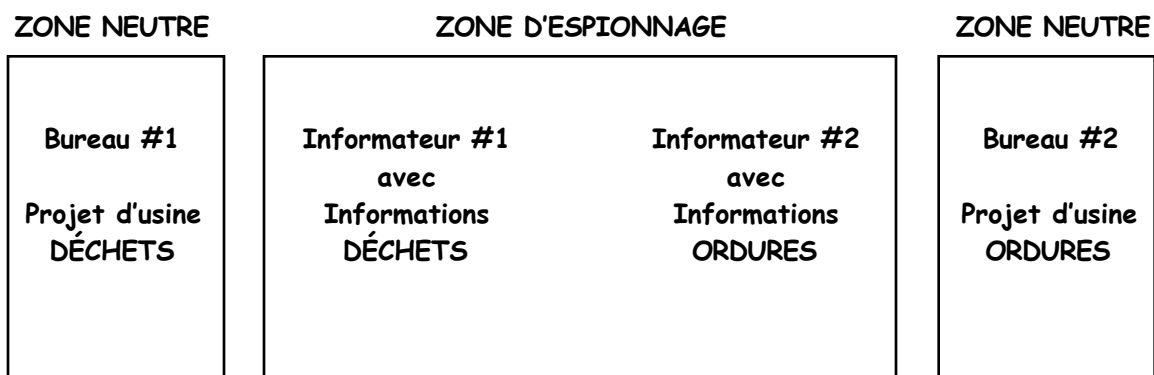 ZONE NEUTRE
ZONE D'ESPIONNAGE
ZONE NEUTRE
Bureau #1
Projet d'usine
DÉCHETS
Informateur #1
avec
Informations
DÉCHETS
Informateur #2
avec
Informations
ORDURES
Bureau #2
Projet d'usine
ORDURES